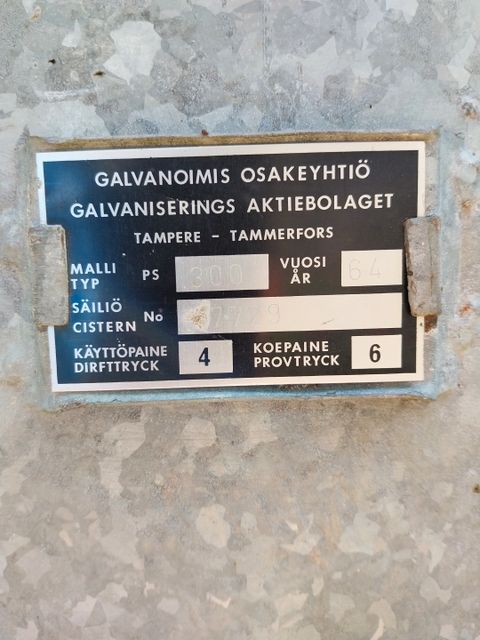 GALVANOIMIS OSAKEYHTIÖ
GALVANISERINGS AKTIEBOLAGET
TAMPERE - TAMMERFORS
MALLI TYP PS 300 VUOSI ÅR 64
SÄILIÖ CISTERN No
KÄYTTÖPAINE DIRFTTRYCK 4 KOEPAINE PROVTRYCK 6